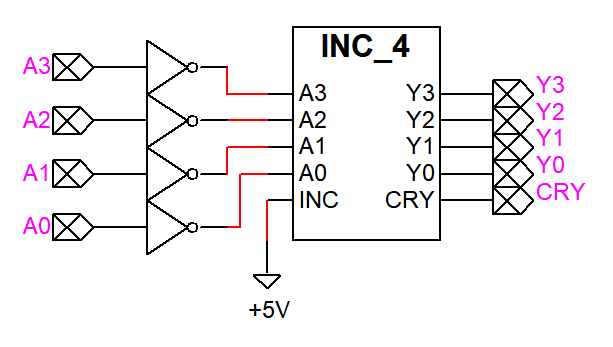 INC_4
A3 A3 Y3 Y3
A2 A2 Y2 Y2
A1 A1 Y1 Y1
A0 A0 Y0 Y0
INC CRY CRY
+5V